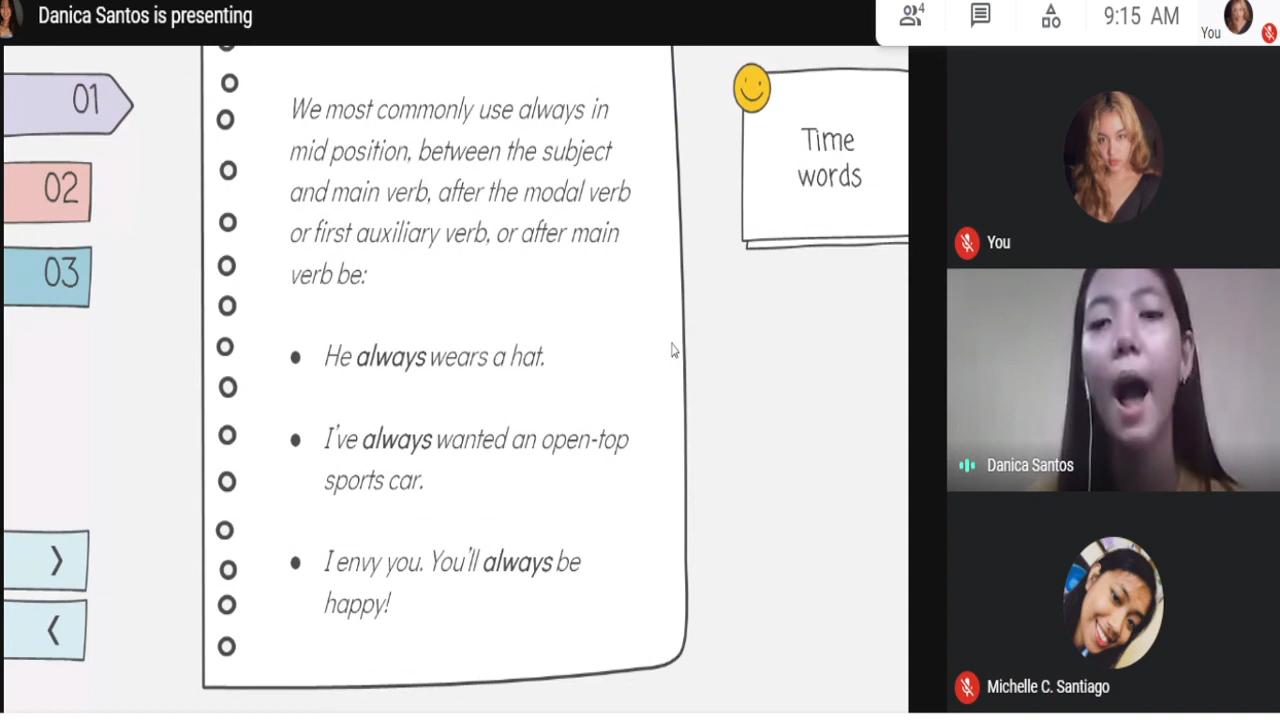 Danica Santos is presenting
4
9:15 AM
You
01
02
03
We most commonly use always in
mid position, between the subject
and main verb, after the modal verb
or first auxiliary verb, or after main
verb be:
• He always wears a hat.
• I've always wanted an open-top
sports car.
• I envy you. You'll always be
happy!
Time
words
You
Danica Santos
Michelle C. Santiago